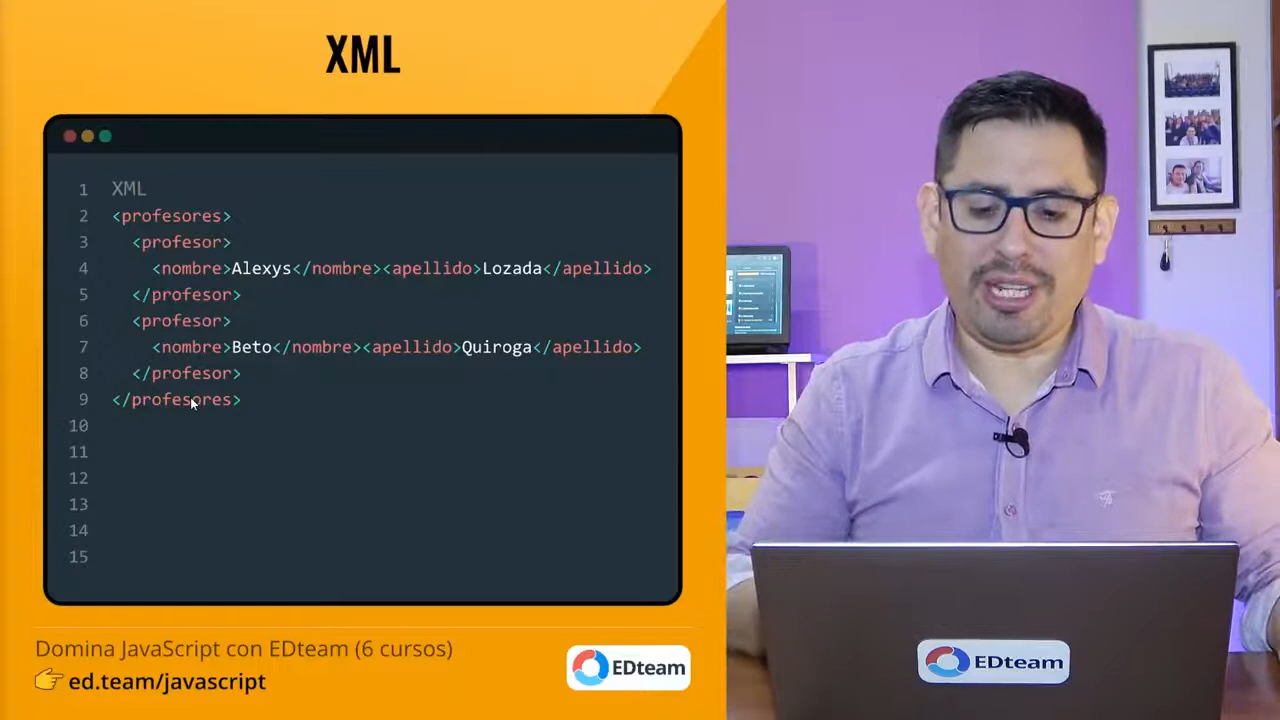 XML
1 XML
2 <profesores>
3 <profesor>
4 <nombre>Alexys</nombre><apellido>Lozada</apellido>
5 </profesor>
6 <profesor>
7 <nombre>Beto</nombre><apellido>Quiroga</apellido>
8 </profesor>
9 </profesores>
10
11
12
13
14
15
Domina JavaScript con EDteam (6 cursos)
ed.team/javascript
EDteam
EDteam